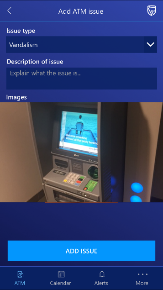 Add ATM issue
Issue type
Vandalism
Description of issue
Explain what the issue is...
Images
ADD ISSUE
ATM
Calendar
Alerts
More